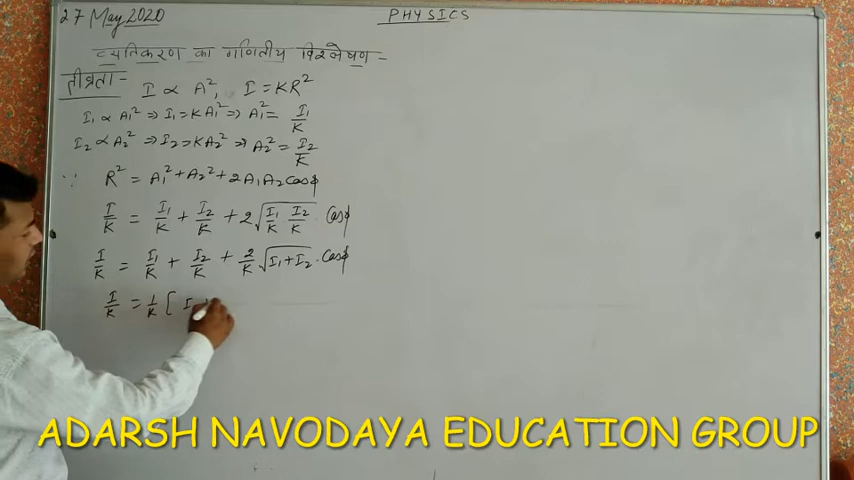 27 May 2020
PHYSICS
व्यतिकरण का गणितीय विश्लेषण -
तीव्रता -
I ∝ A², I = KR²
I₁ ∝ A₁² ⇒ I₁ = KA₁² ⇒ A₁² = I₁/K
I₂ ∝ A₂² ⇒ I₂ = KA₂² ⇒ A₂² = I₂/K
∵ R² = A₁² + A₂² + 2A₁A₂ Cosϕ
I/K = I₁/K + I₂/K + 2√(I₁/K · I₂/K) · Cosϕ
I/K = I₁/K + I₂/K + 2/K √(I₁+I₂) · Cosϕ
I/K = 1/K [ I
ADARSH NAVODAYA EDUCATION GROUP